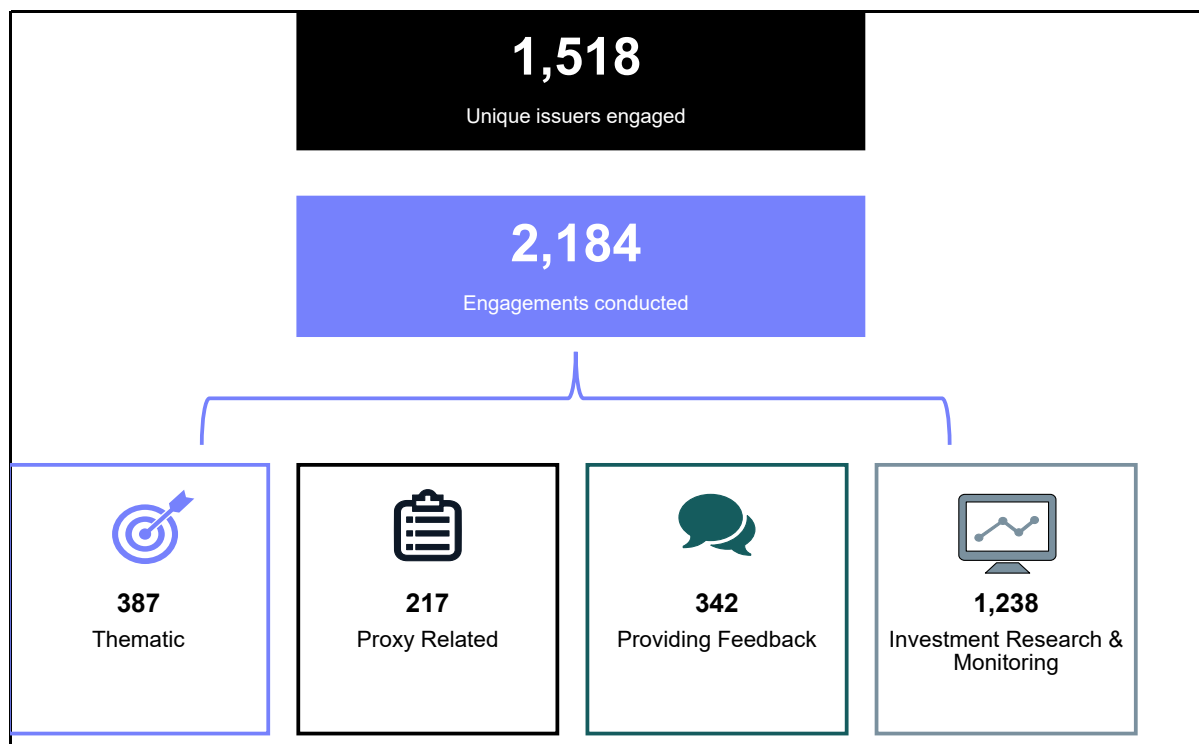 1,518
Unique issuers engaged
2,184
Engagements conducted
387
Thematic
217
Proxy Related
342
Providing Feedback
1,238
Investment Research &
Monitoring